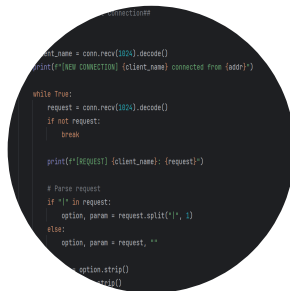 Connection##
client_name = conn.recv(1024).decode()
print(f"[NEW CONNECTION] {client_name} connected from {addr}")
while True:
request = conn.recv(1024).decode()
if not request:
break
print(f"[REQUEST] {client_name}: {request}")
# Parse request
if "|" in request:
option, param = request.split("|", 1)
else:
option, param = request, ""
= option.strip()
strip()